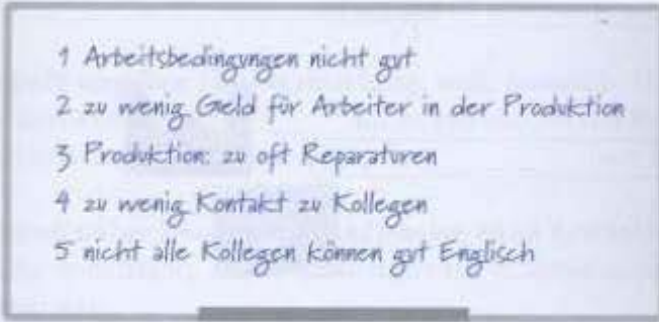 1 Arbeitsbedingungen nicht gut
2 zu wenig Geld für Arbeiter in der Produktion
3 Produktion: zu oft Reparaturen
4 zu wenig Kontakt zu Kollegen
5 nicht alle Kollegen können gut Englisch